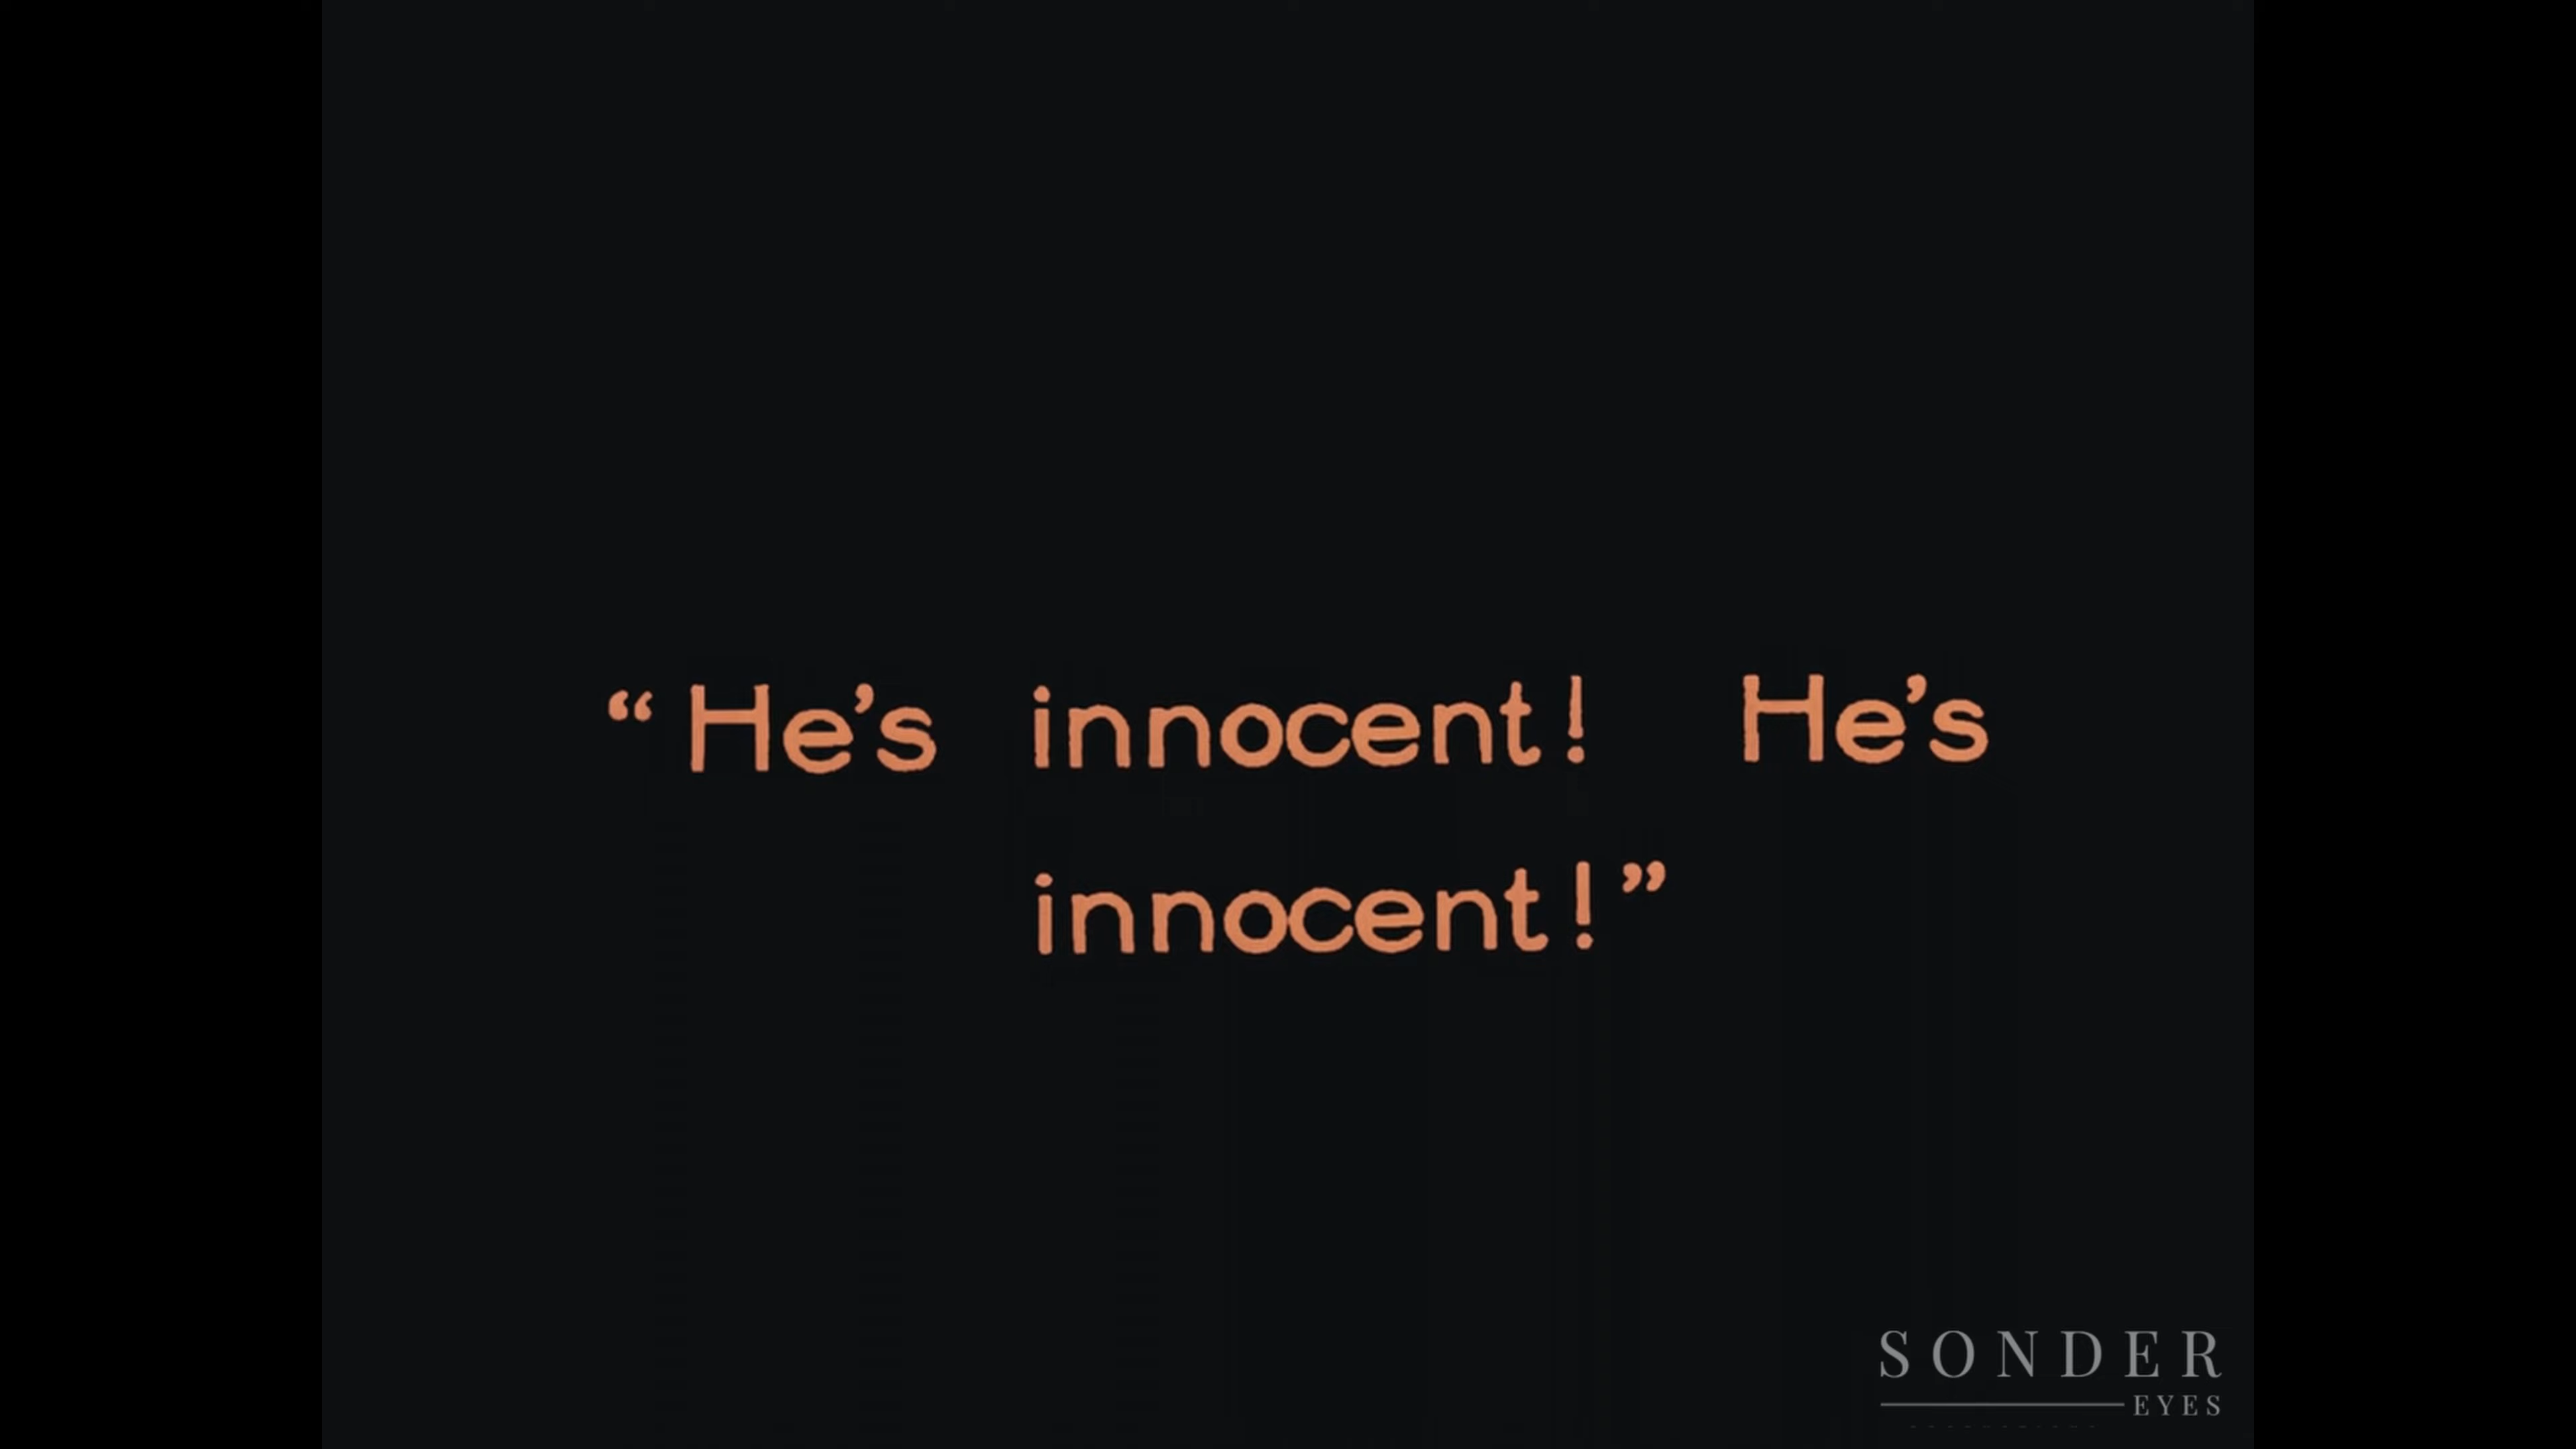 “He’s innocent! He’s
innocent!”
SONDER
EYES